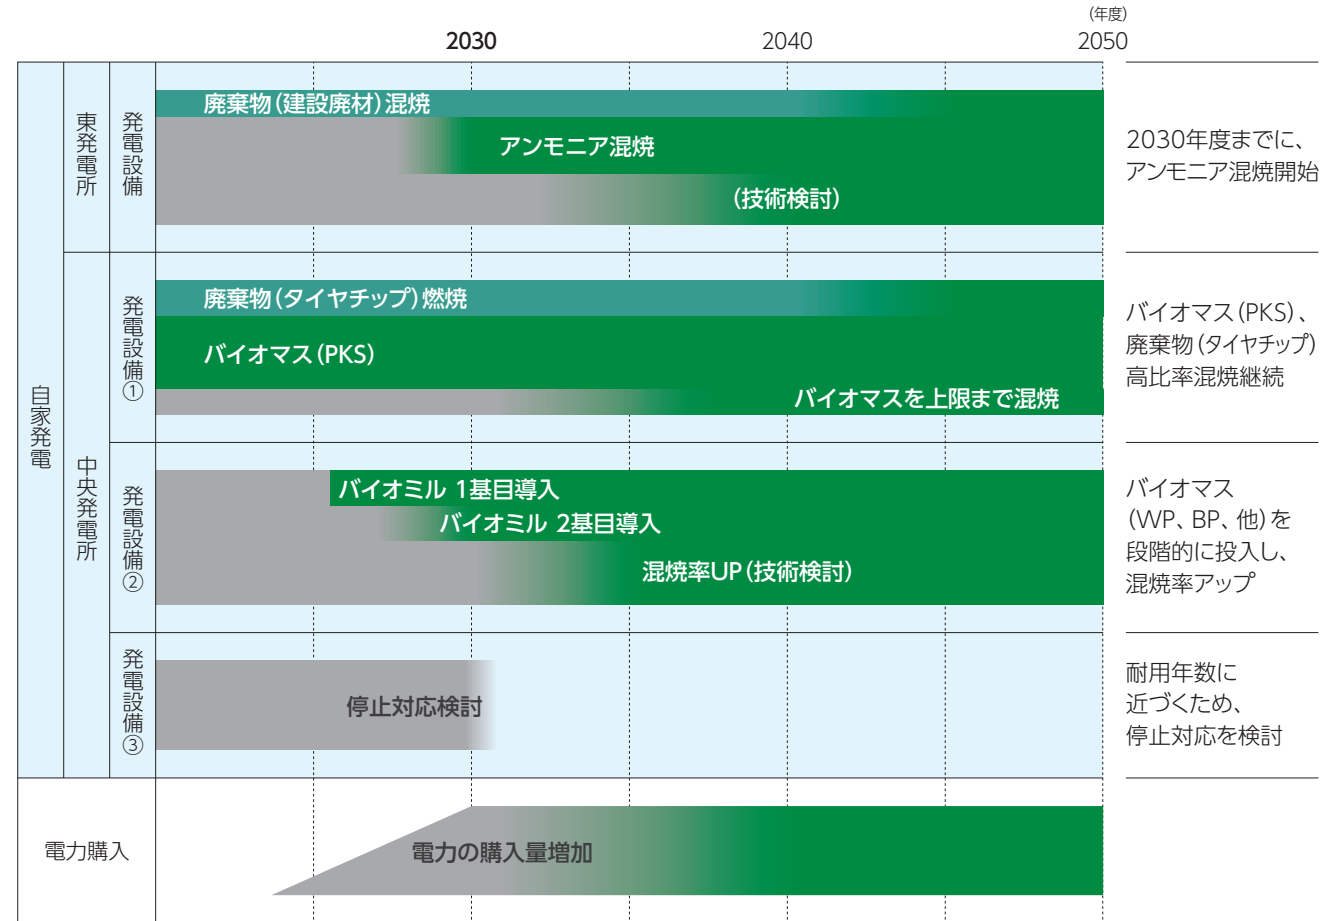 (年度)
2030
2040
2050
自家発電
東発電所
発電設備
廃棄物(建設廃材)混焼
アンモニア混焼
(技術検討)
2030年度までに、
アンモニア混焼開始
中央発電所
発電設備①
廃棄物(タイヤチップ)燃焼
バイオマス(PKS)
バイオマスを上限まで混焼
バイオマス(PKS)、
廃棄物(タイヤチップ)
高比率混焼継続
発電設備②
バイオミル 1基目導入
バイオミル 2基目導入
混焼率UP(技術検討)
バイオマス
(WP、BP、他)を
段階的に投入し、
混焼率アップ
発電設備③
停止対応検討
耐用年数に
近づくため、
停止対応を検討
電力購入
電力の購入量増加